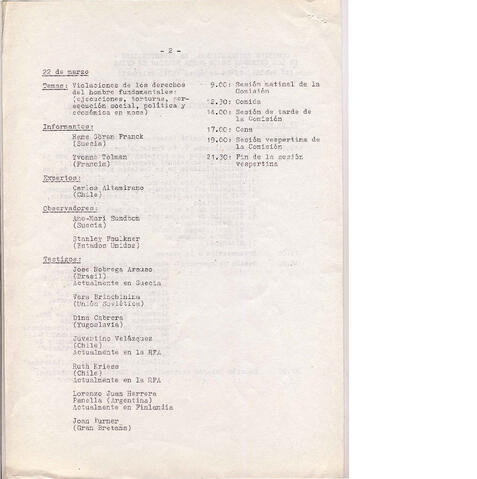 - 2 -
22 de marzo
Temas: Violaciones de los derechos
del hombre fundamentales:
(ejecuciones, torturas, per-
secución social, política y
económica en masa)
9.00: Sesión matinal de la
Comisión
12.30: Comida
14.00: Sesión de tarde de
la Comisión
17.00: Cena
19.00: Sesión vespertina de
la Comisión
21.30: Fin de la sesión
vespertina
Informantes:
Hans Göran Franck
(Suecia)
Yvonne Tolman
(Francia)
Expertos:
Carlos Altamirano
(Chile)
Observadores:
Ann-Mari Sundbom
(Suecia)
Stanley Faulkner
(Estados Unidos)
Testigos:
Jose Nobrega Araujo
(Brasil)
Actualmente en Suecia
Vera
(Unión Soviética)
Dina Cabrera
(Yugoslavia)
Juventino Velázquez
(Chile)
Actualmente en la RFA
Ruth Kriess
(Chile)
Actualmente en la RFA
Lorenzo Juan Herrera
Panella (Argentina)
Actualmente en Finlandia
Joan
(Gran Bretaña)